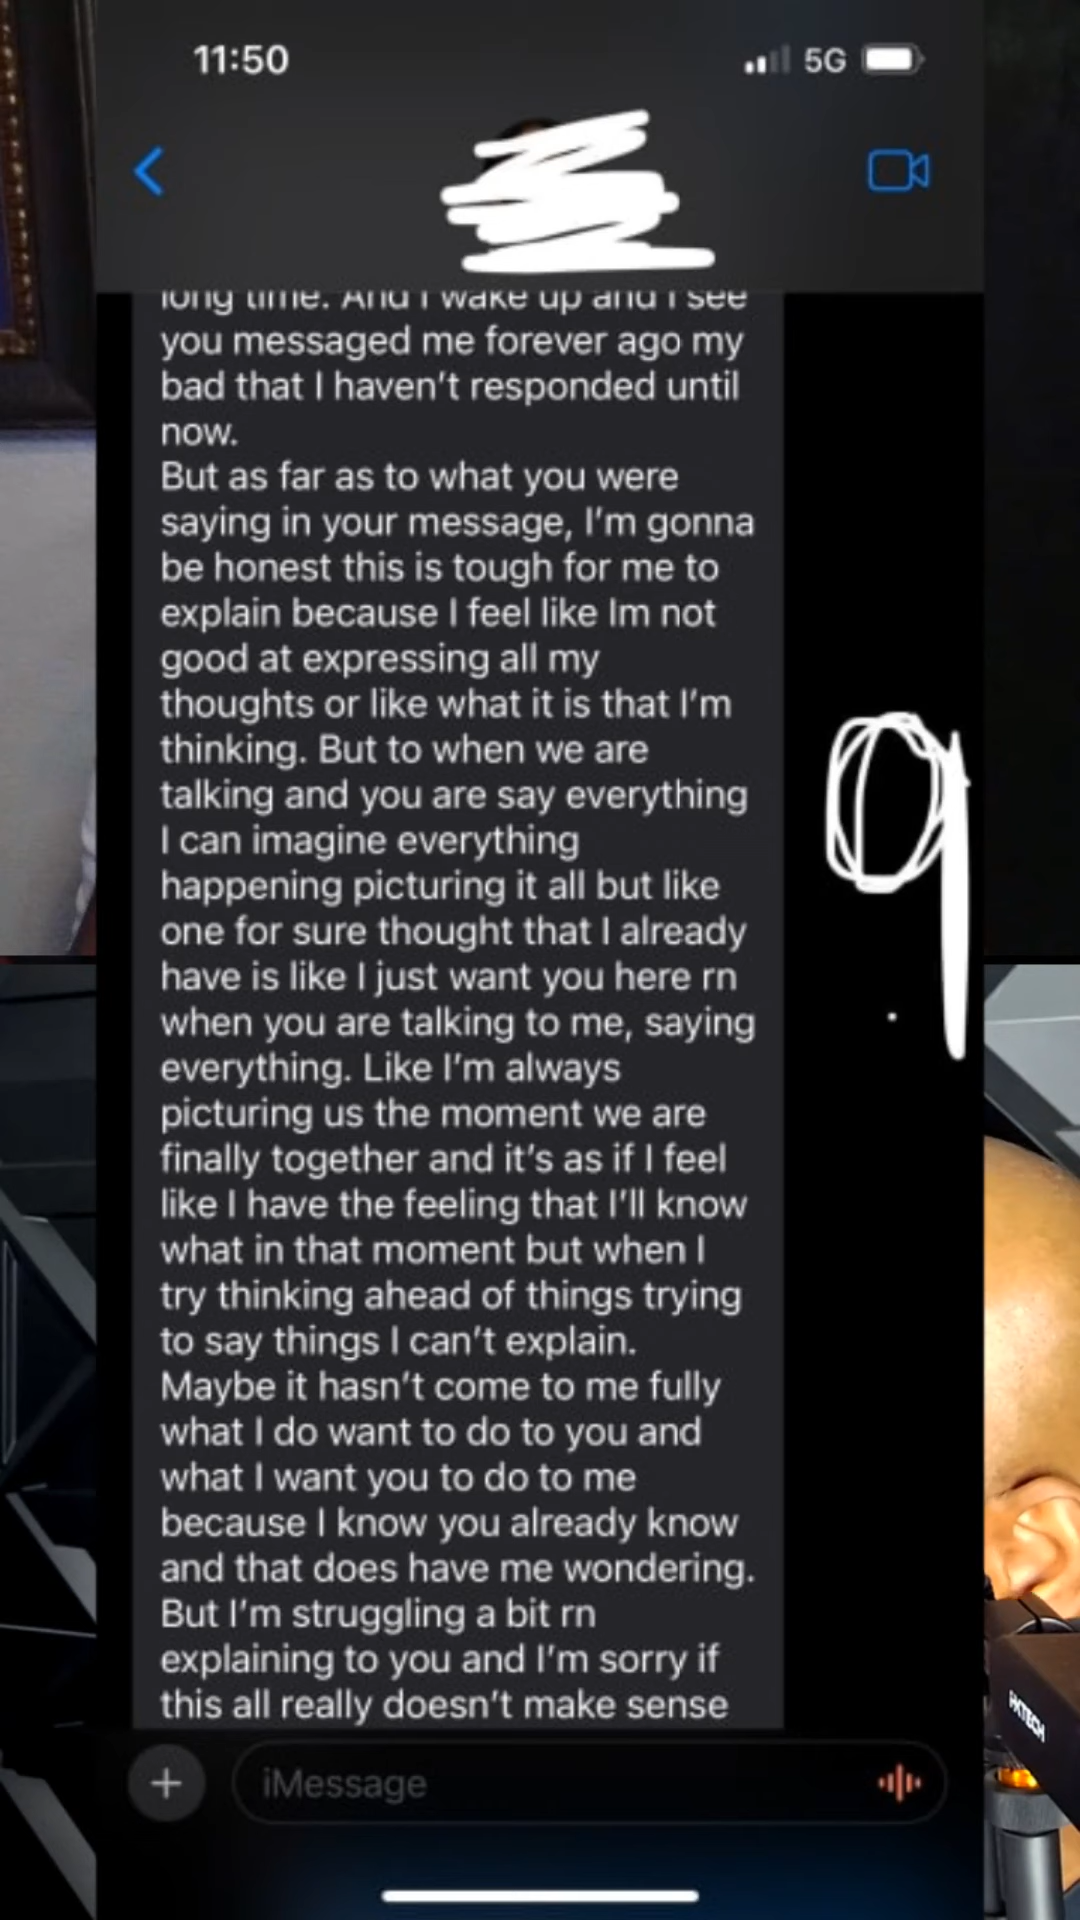 11:50
5G
long time. And I wake up and I see
you messaged me forever ago my
bad that I haven't responded until
now.
But as far as to what you were
saying in your message, I'm gonna
be honest this is tough for me to
explain because I feel like Im not
good at expressing all my
thoughts or like what it is that I'm
thinking. But to when we are
talking and you are say everything
I can imagine everything
happening picturing it all but like
one for sure thought that I already
have is like I just want you here rn
when you are talking to me, saying
everything. Like I'm always
picturing us the moment we are
finally together and it's as if I feel
like I have the feeling that I'll know
what in that moment but when I
try thinking ahead of things trying
to say things I can't explain.
Maybe it hasn't come to me fully
what I do want to do to you and
what I want you to do to me
because I know you already know
and that does have me wondering.
But I'm struggling a bit rn
explaining to you and I'm sorry if
this all really doesn't make sense
9
iMessage